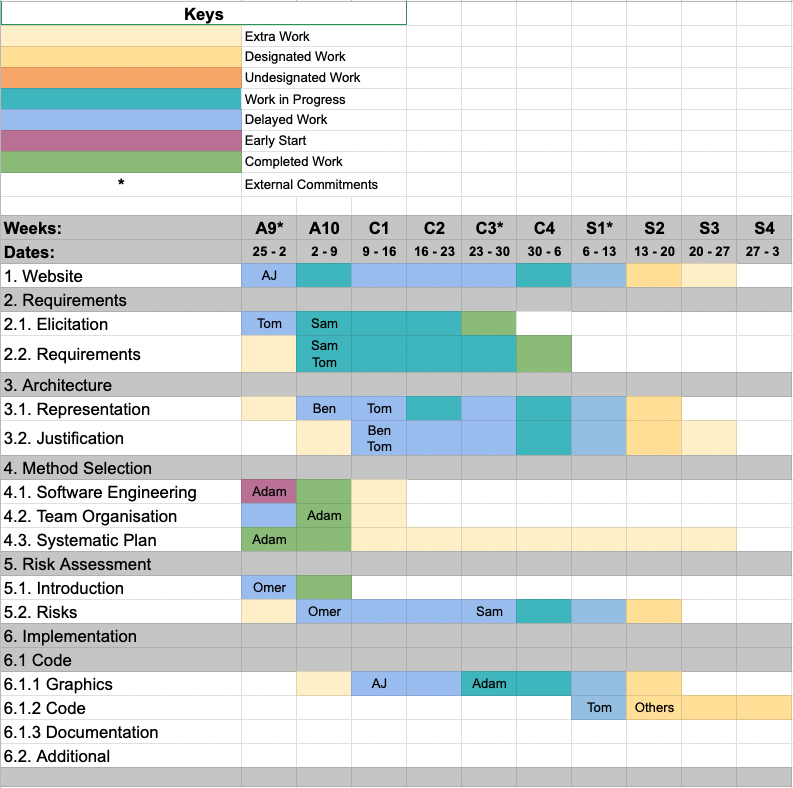 Keys
Extra Work
Designated Work
Undesignated Work
Work in Progress
Delayed Work
Early Start
Completed Work
* External Commitments
Weeks: A9* A10 C1 C2 C3* C4 S1* S2 S3 S4
Dates: 25 - 2 2 - 9 9 - 16 16 - 23 23 - 30 30 - 6 6 - 13 13 - 20 20 - 27 27 - 3
1. Website AJ
2. Requirements
2.1. Elicitation Tom Sam
2.2. Requirements Sam
Tom
3. Architecture
3.1. Representation Ben Tom
3.2. Justification Ben
Tom
4. Method Selection
4.1. Software Engineering Adam
4.2. Team Organisation Adam
4.3. Systematic Plan Adam
5. Risk Assessment
5.1. Introduction Omer
5.2. Risks Omer Sam
6. Implementation
6.1 Code
6.1.1 Graphics AJ Adam
6.1.2 Code Tom Others
6.1.3 Documentation
6.2. Additional